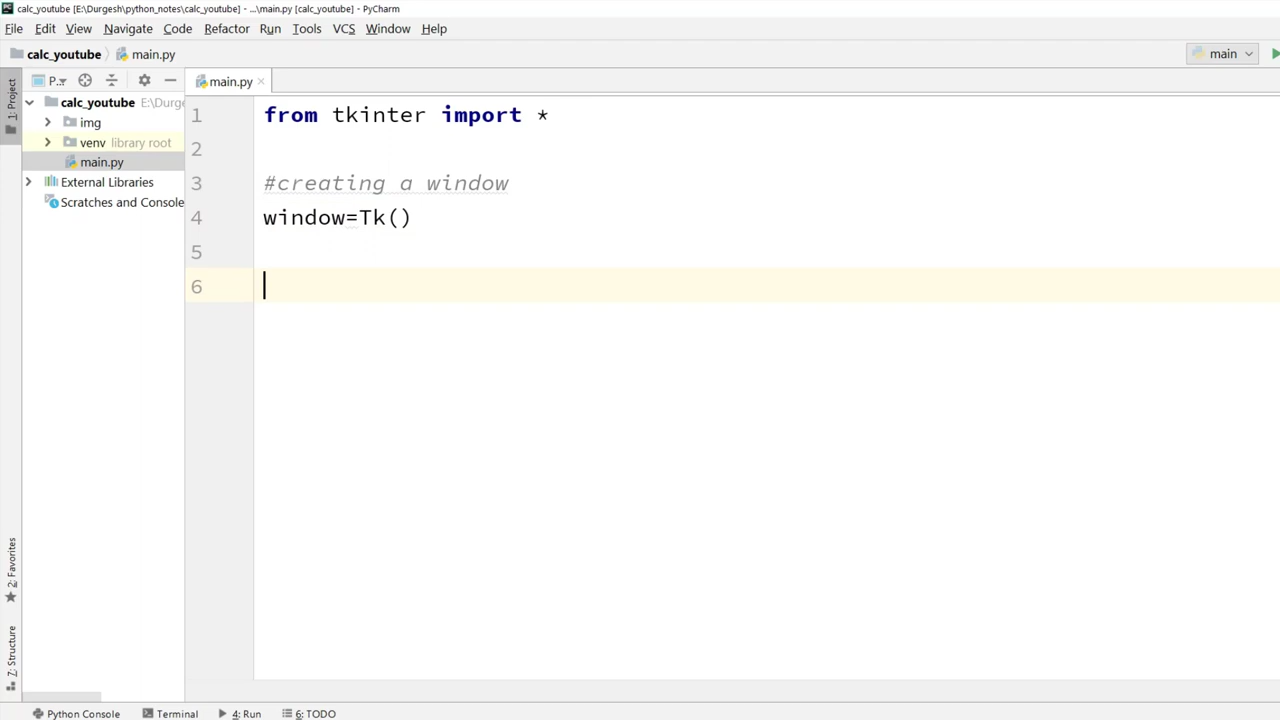 calc_youtube [E:\Durgesh\python_notes\calc_youtube] - ...\main.py [calc_youtube] - PyCharm
File Edit View Navigate Code Refactor Run Tools VCS Window Help
calc_youtube main.py main
1: Project
P.. main.py
calc_youtube E:\Durge
img
venv library root
main.py
External Libraries
Scratches and Console
1 from tkinter import *
2
3 #creating a window
4 window=Tk()
5
6
2: Favorites
Z: Structure
Python Console Terminal 4: Run 6: TODO